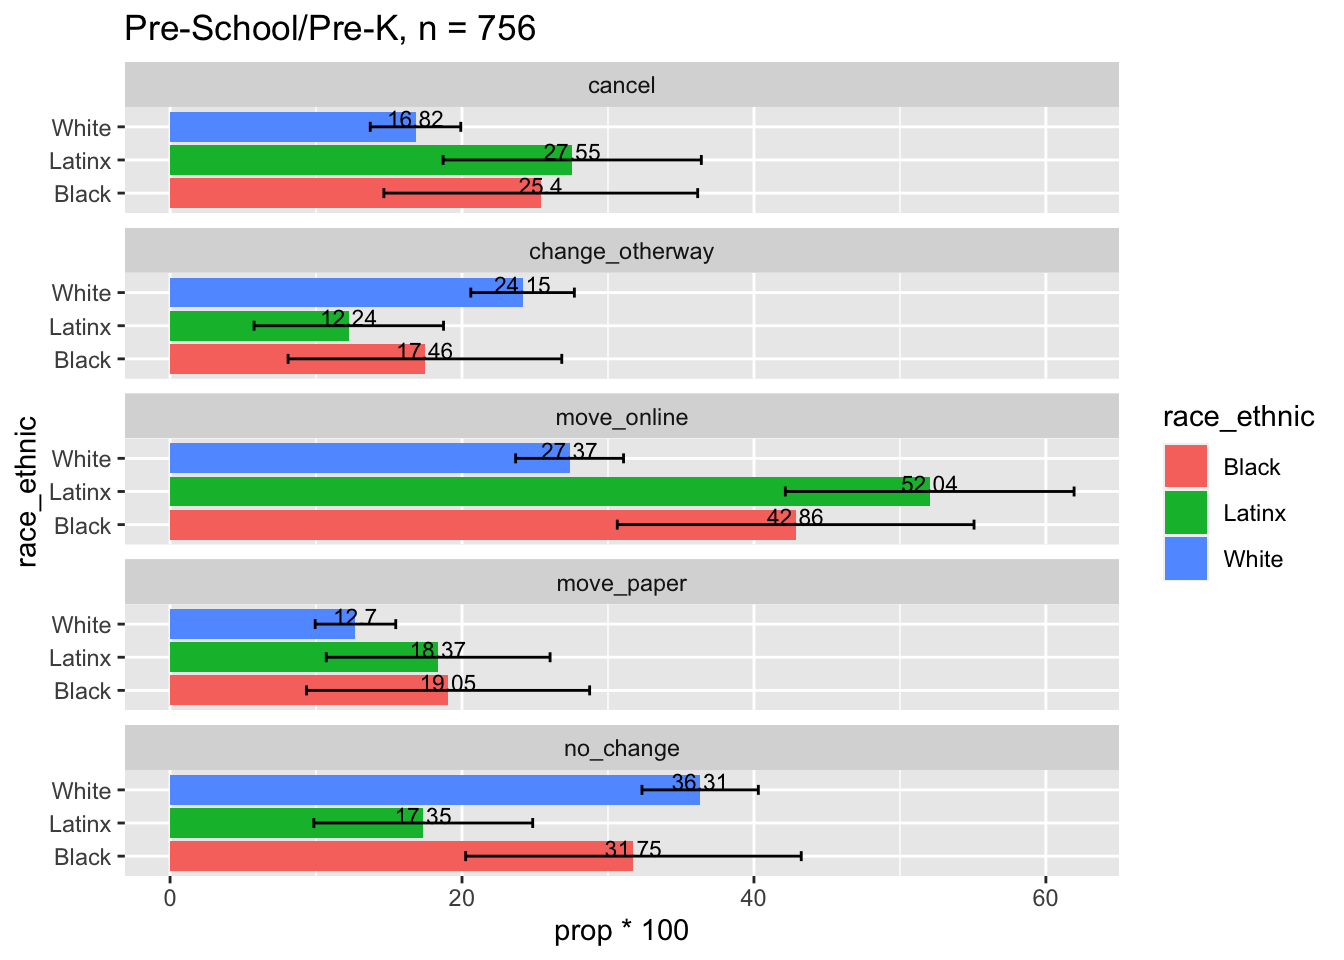 Pre-School/Pre-K, n = 756
cancel
White
16.82
Latinx
27.55
Black
25.4
change_otherway
White
24.15
Latinx
12.24
Black
17.46
move_online
White
27.37
Latinx
52.04
Black
42.86
move_paper
White
12.7
Latinx
18.37
Black
19.05
no_change
White
36.31
Latinx
17.35
Black
31.75
0 20 40 60
prop * 100
race_ethnic
race_ethnic
Black
Latinx
White